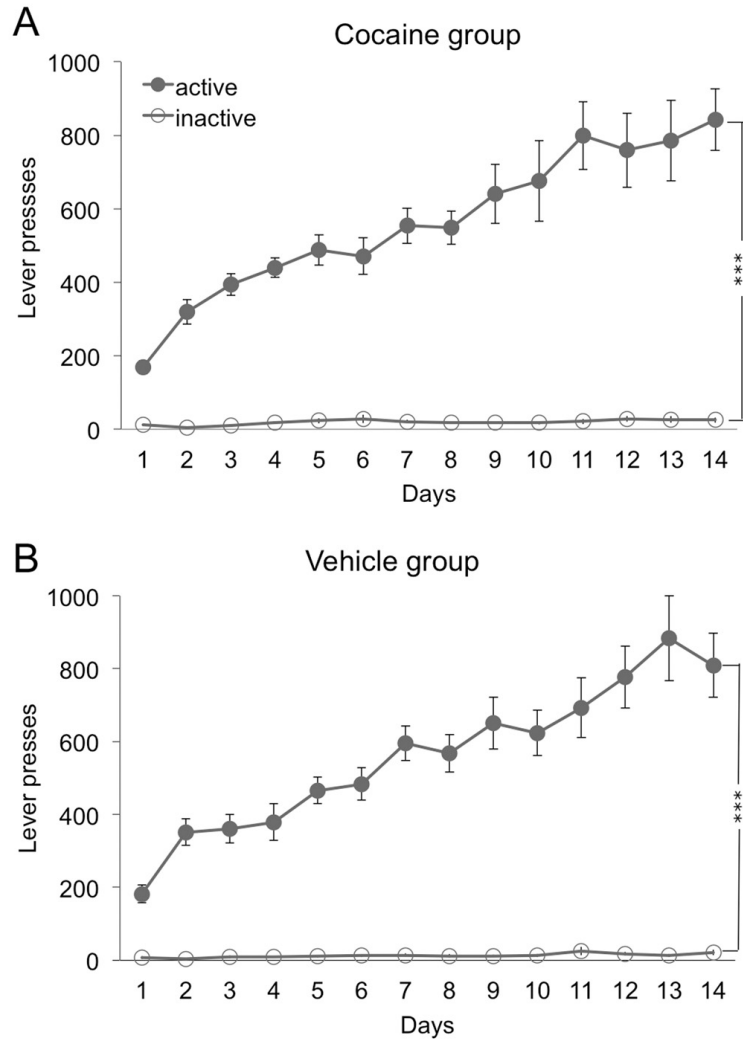 A
Cocaine group
1000
800
600
400
200
0
Lever pressses
active
inactive
***
1 2 3 4 5 6 7 8 9 10 11 12 13 14
Days
B
Vehicle group
1000
800
600
400
200
0
Lever presses
***
1 2 3 4 5 6 7 8 9 10 11 12 13 14
Days